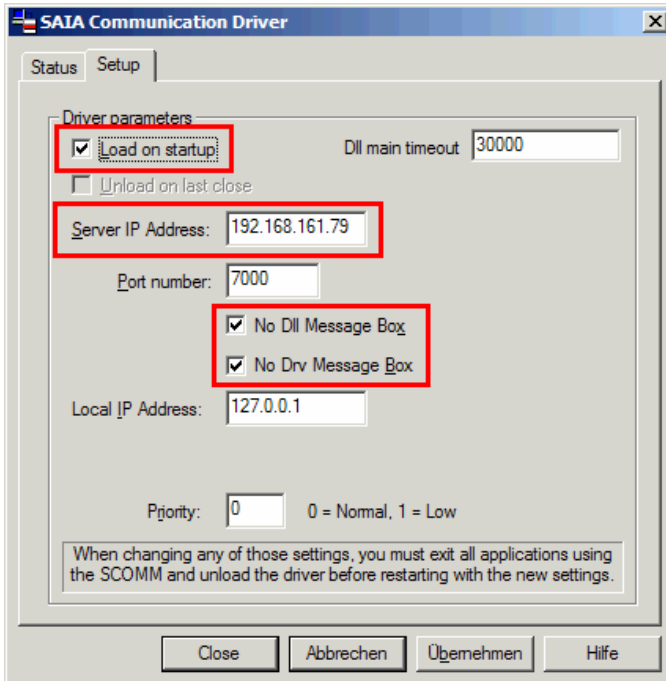 SAIA Communication Driver
Status Setup
Driver parameters
Load on startup Dll main timeout 30000
Unload on last close
Server IP Address: 192.168.161.79
Port number: 7000
No Dll Message Box
No Drv Message Box
Local IP Address: 127.0.0.1
Priority: 0 0 = Normal, 1 = Low
When changing any of those settings, you must exit all applications using
the SCOMM and unload the driver before restarting with the new settings.
Close Abbrechen Übernehmen Hilfe